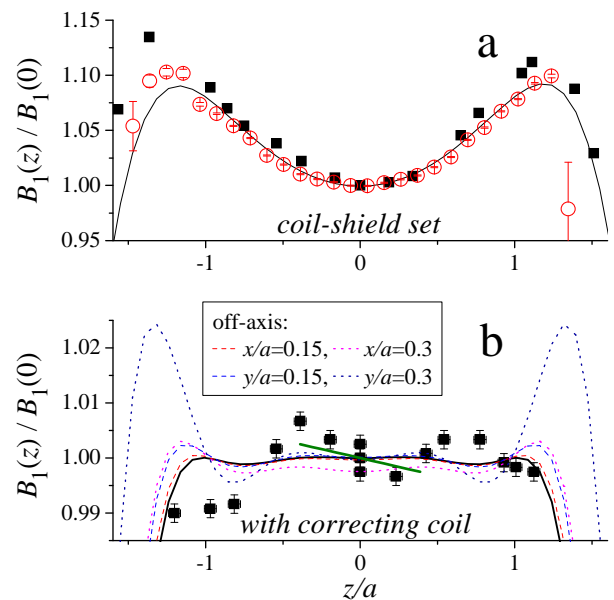 a
1.15
1.10
1.05
1.00
0.95
B₁(z) / B₁(0)
coil-shield set
-1 0 1
b
off-axis:
x/a=0.15, x/a=0.3
y/a=0.15, y/a=0.3
1.02
1.01
1.00
0.99
B₁(z) / B₁(0)
with correcting coil
-1 0 1
z/a